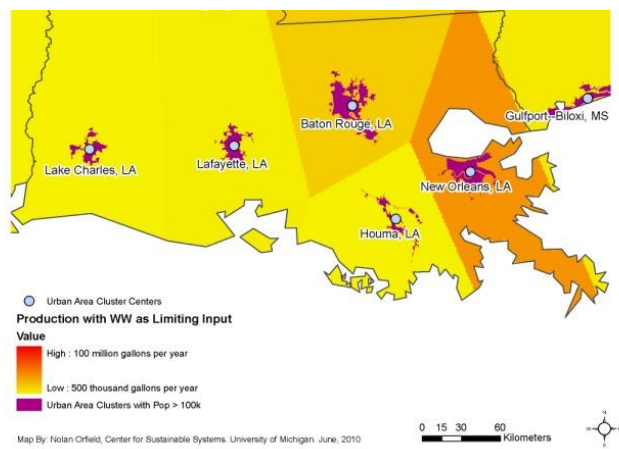 Baton Rouge, LA
Gulfport- Biloxi, MS
Lake Charles, LA
Lafayette, LA
New Orleans, LA
Houma, LA
Urban Area Cluster Centers
Production with WW as Limiting Input
Value
High : 100 million gallons per year
Low : 500 thousand gallons per year
Urban Area Clusters with Pop > 100k
0 15 30 60
Kilometers
N
Map By: Nolan Orfield, Center for Sustainable Systems. University of Michigan. June, 2010